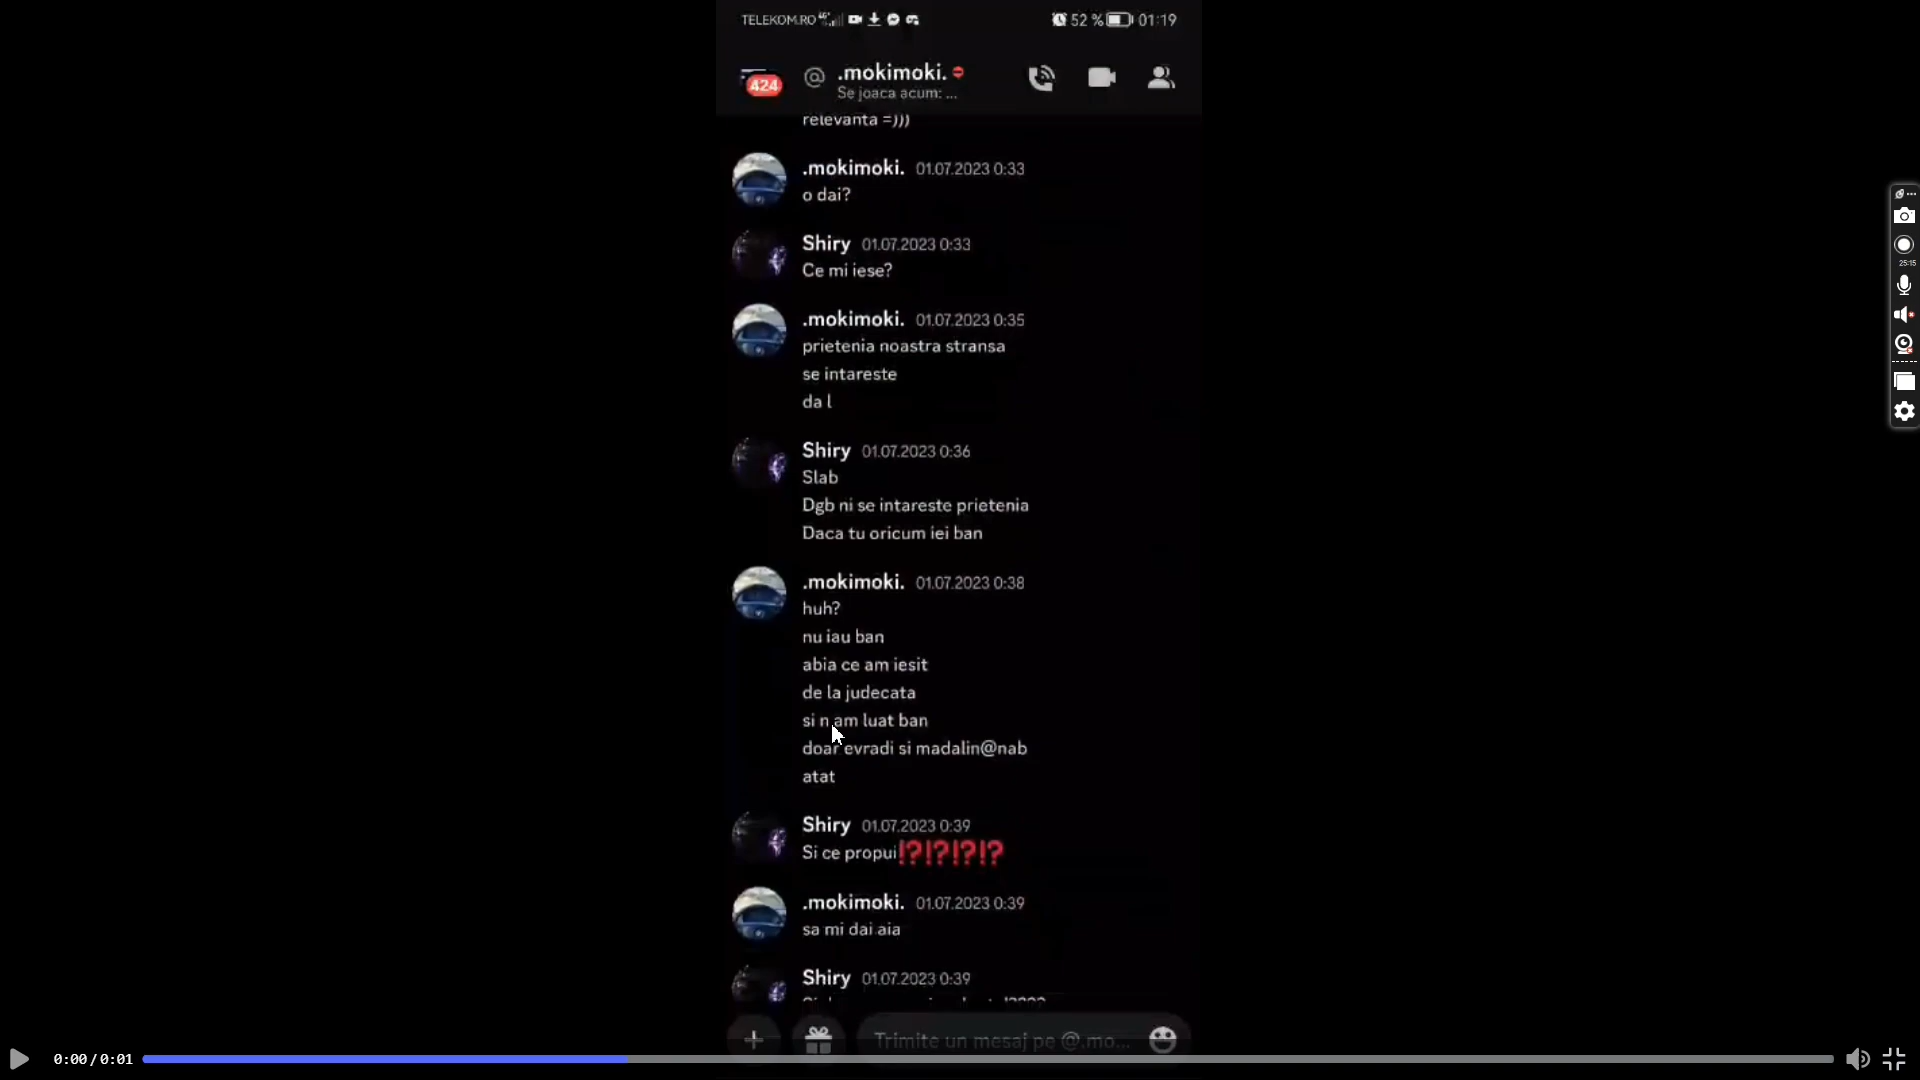 TELEKOM.RO 52 % 01:19
424 @ .mokimoki.
Se joaca acum: ...
relevanta =)))
.mokimoki. 01.07.2023 0:33
o dai?
Shiry 01.07.2023 0:33
Ce mi iese?
.mokimoki. 01.07.2023 0:35
prietenia noastra stransa
se intareste
da l
Shiry 01.07.2023 0:36
Slab
Dgb ni se intareste prietenia
Daca tu oricum iei ban
.mokimoki. 01.07.2023 0:38
huh?
nu iau ban
abia ce am iesit
de la judecata
si n am luat ban
doar evradi si madalin@nab
atat
Shiry 01.07.2023 0:39
Si ce propui⁉️⁉️⁉️⁉️
.mokimoki. 01.07.2023 0:39
sa mi dai aia
Shiry 01.07.2023 0:39
Trimite un mesaj pe @.mo...
0:00 / 0:01
25:15